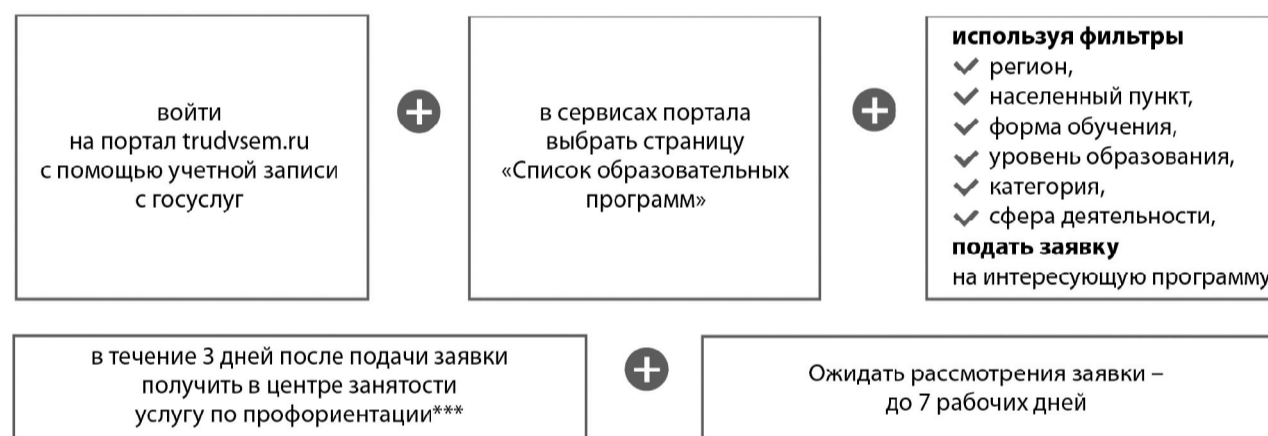 войти
на портал trudvsem.ru
с помощью учетной записи
с госуслуг
в сервисах портала
выбрать страницу
«Список образовательных
программ»
используя фильтры
регион,
населенный пункт,
форма обучения,
уровень образования,
категория,
сфера деятельности,
подать заявку
на интересующую программу
в течение 3 дней после подачи заявки
получить в центре занятости
услугу по профориентации***
Ожидать рассмотрения заявки –
до 7 рабочих дней